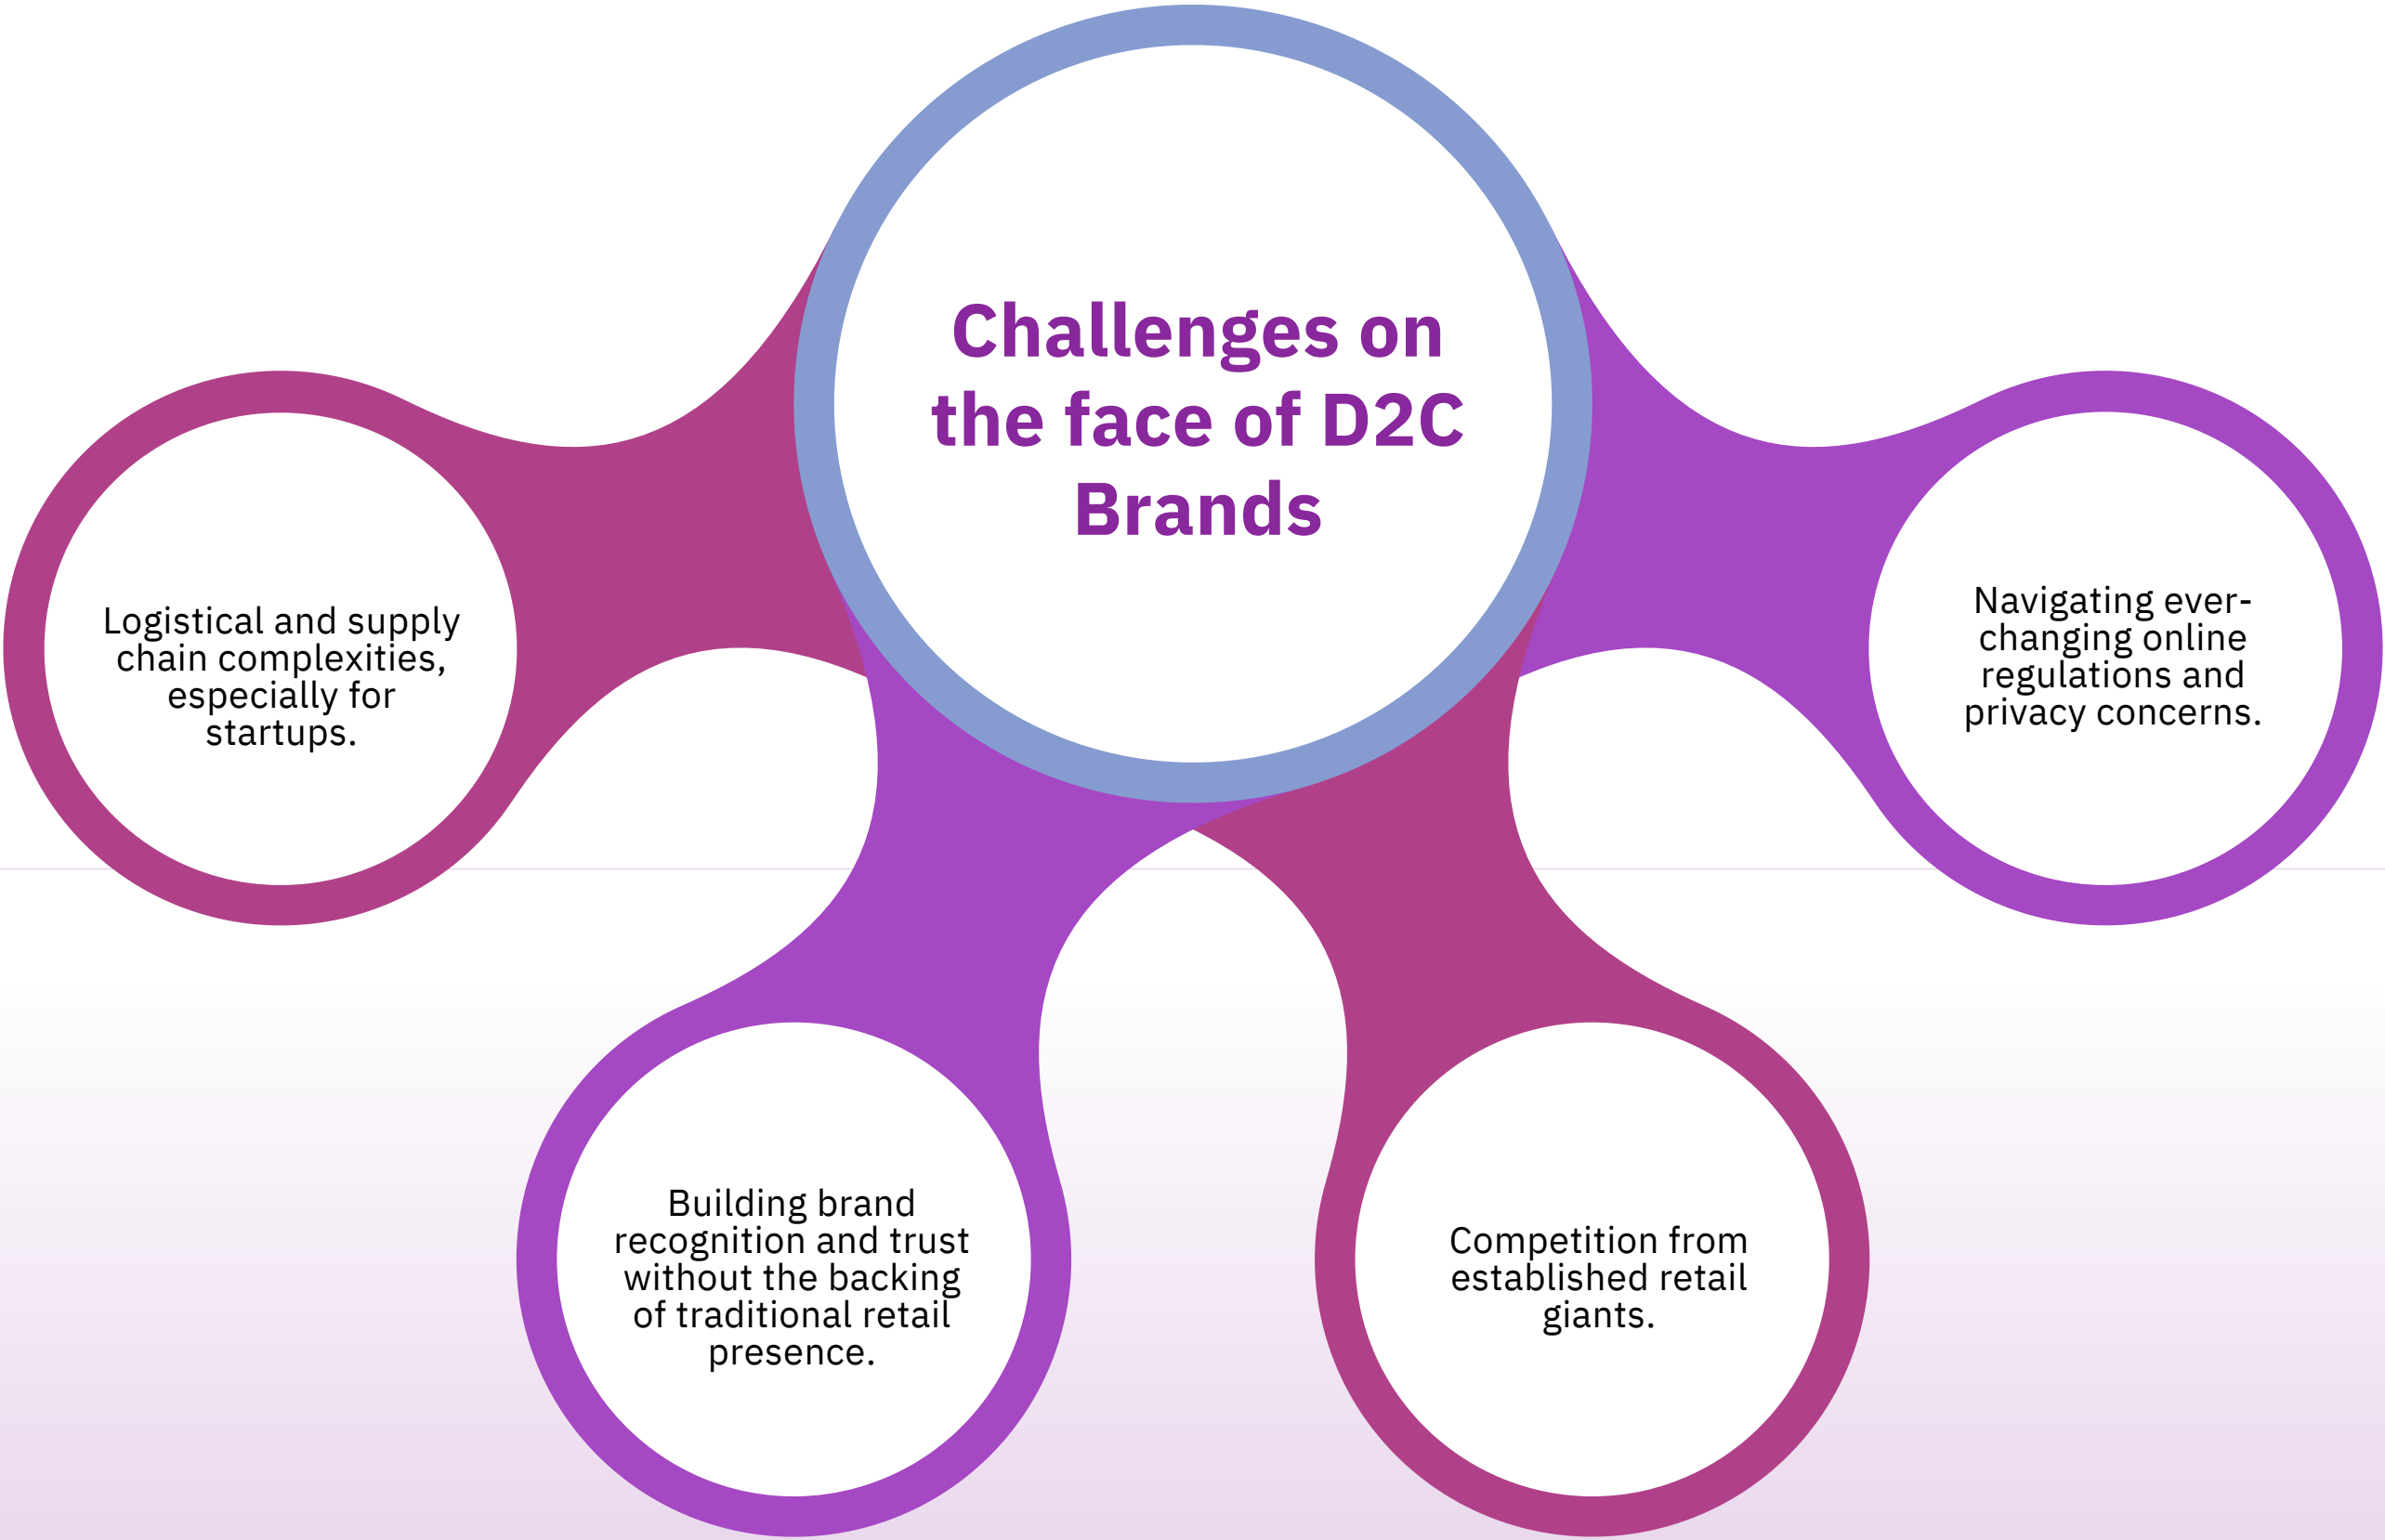 Challenges on
the face of D2C
Brands
Logistical and supply
chain complexities,
especially for
startups.
Building brand
recognition and trust
without the backing
of traditional retail
presence.
Competition from
established retail
giants.
Navigating ever-
changing online
regulations and
privacy concerns.